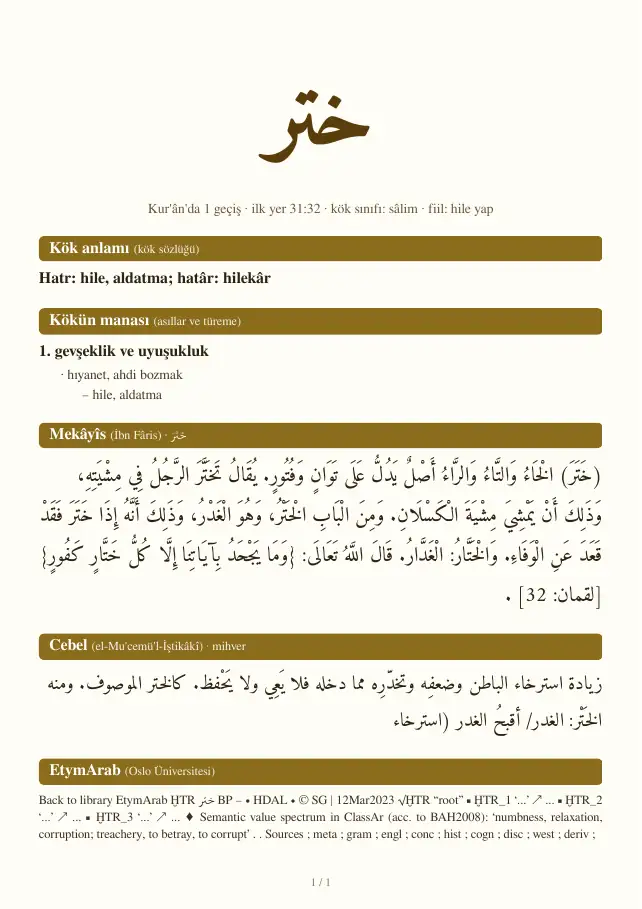 ختر
Kur'ân'da 1 geçiş · ilk yer 31:32 · kök sınıfı: sâlim · fiil: hile yap
Kök anlamı (kök sözlüğü)
Hatr: hile, aldatma; hatâr: hilekâr
Kökün manası (asıllar ve türeme)
1. gevşeklik ve uyuşukluk
· hıyanet, ahdi bozmak
– hile, aldatma
Mekâyîs (İbn Fâris) · خَتَرَ
(خَتَرَ) الْخَاءُ وَالتَّاءُ وَالرَّاءُ أَصْلٌ يَدُلُّ عَلَى تَوَانٍ وَفُتُورٍ. يُقَالُ تَخَتَّرَ الرَّجُلُ فِي مِشْيَتِهِ،
وَذَلِكَ أَنْ يَمْشِيَ مِشْيَةَ الْكَسْلَانِ. وَمِنَ الْبَابِ الْخَتْرُ، وَهُوَ الْغَدْرُ، وَذَلِكَ أَنَّهُ إِذَا خَتَرَ فَقَدْ
قَعَدَ عَنِ الْوَفَاءِ. وَالْخَتَّارُ: الْغَدَّارُ. قَالَ اللَّهُ تَعَالَى: {وَمَا يَجْحَدُ بِآيَاتِنَا إِلَّا كُلُّ خَتَّارٍ كَفُورٍ}
[لقمان: 32] .
Cebel (el-Mu'cemü'l-İştikâkî) · mihver
زيادة استرخاء الباطن وضعفِه وتخدّرِه مما دخله فلا يَعِي ولا يَحْفظ. كالختر الموصوف. ومنه
الخَتْر: الغدر/ أقبحُ الغدر (استرخاء
EtymArab (Oslo Üniversitesi)
Back to library EtymArab ḪTR ختر BP – • HDAL • © SG | 12Mar2023 √ḪTR “root” ▪ ḪTR_1 ‘...’ ↗ ... ▪ ḪTR_2
‘...’ ↗ ... ▪ ḪTR_3 ‘...’ ↗ ... ♦ Semantic value spectrum in ClassAr (acc. to BAH2008): ‘numbness, relaxation,
corruption; treachery, to betray, to corrupt’ . . Sources ; meta ; gram ; engl ; conc ; hist ; cogn ; disc ; west ; deriv ;
1 / 1